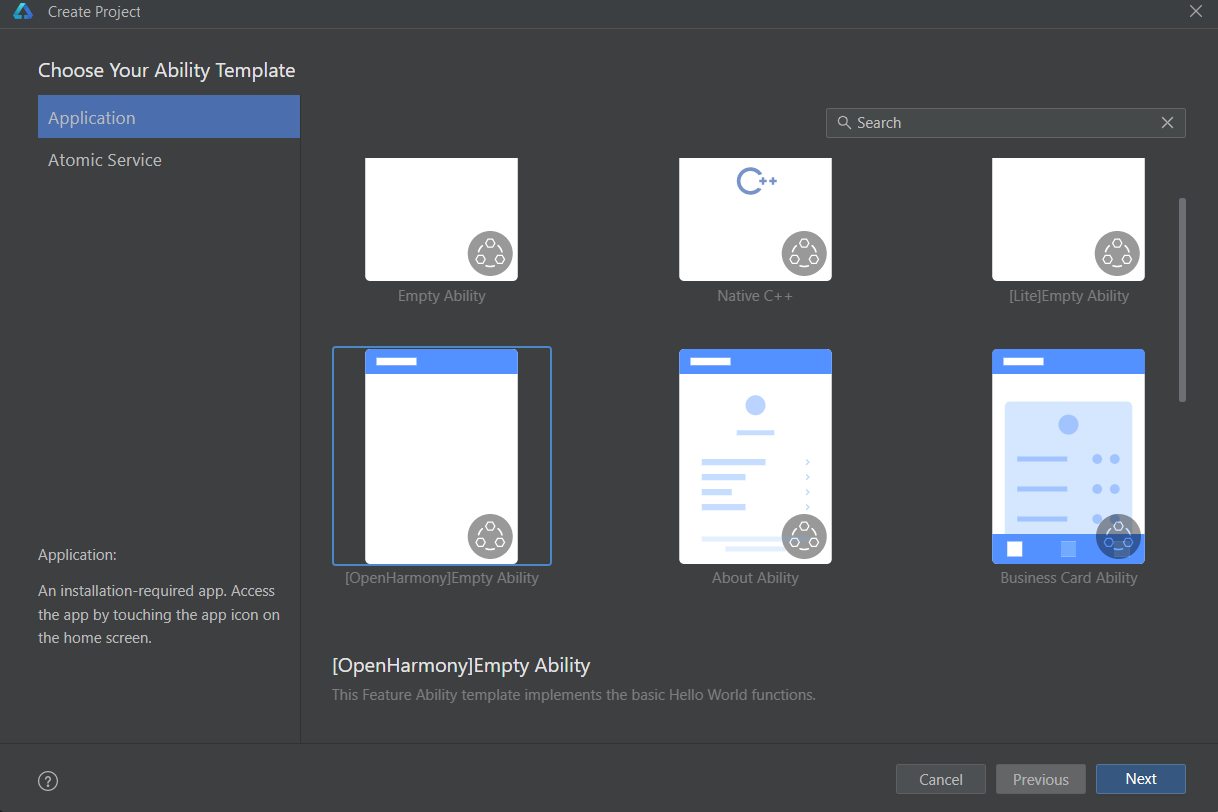 Create Project
Choose Your Ability Template
Application
Atomic Service
Search
C++
Empty Ability
Native C++
[Lite]Empty Ability
[OpenHarmony]Empty Ability
About Ability
Business Card Ability
Application:
An installation-required app. Access
the app by touching the app icon on
the home screen.
[OpenHarmony]Empty Ability
This Feature Ability template implements the basic Hello World functions.
?
Cancel
Previous
Next